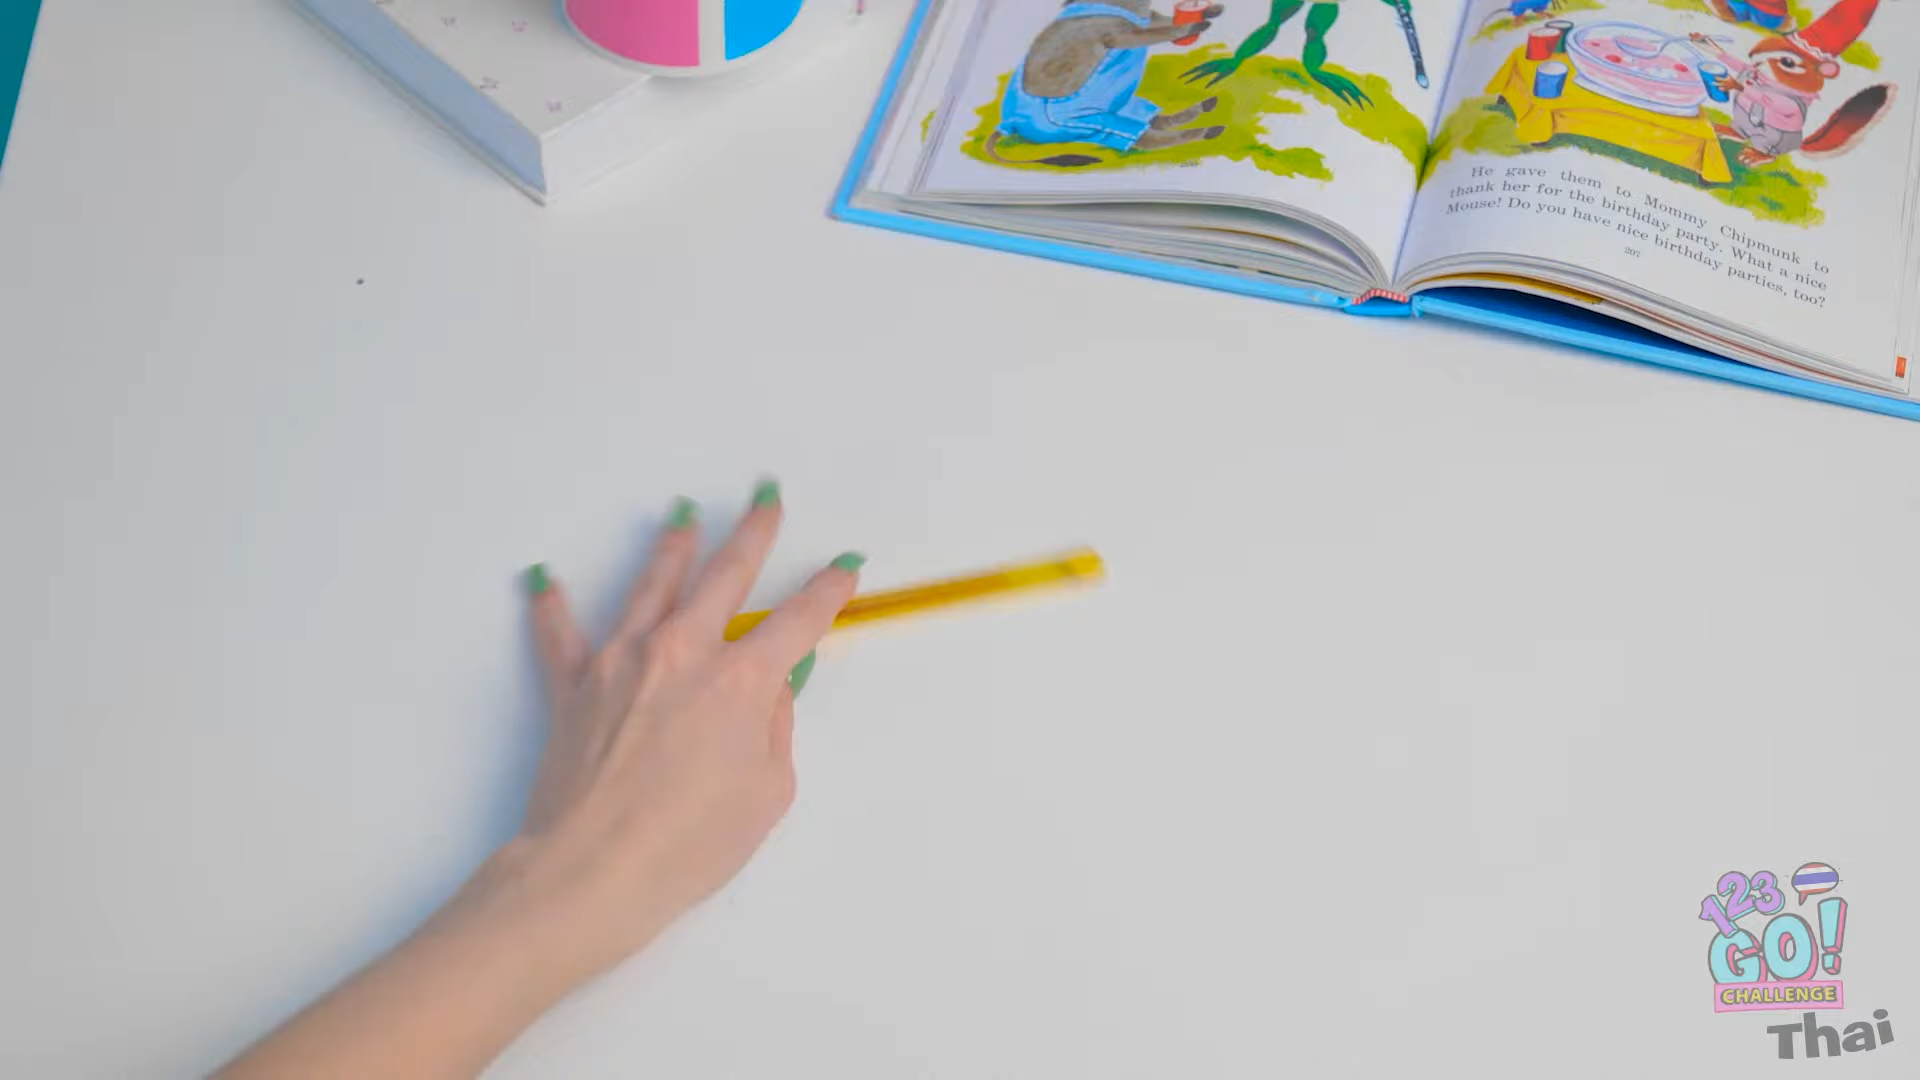 He gave them to Mommy Chipmunk to
thank her for the birthday party. What a nice
Mouse! Do you have nice birthday parties, too?
207
123
GO!
CHALLENGE
Thai